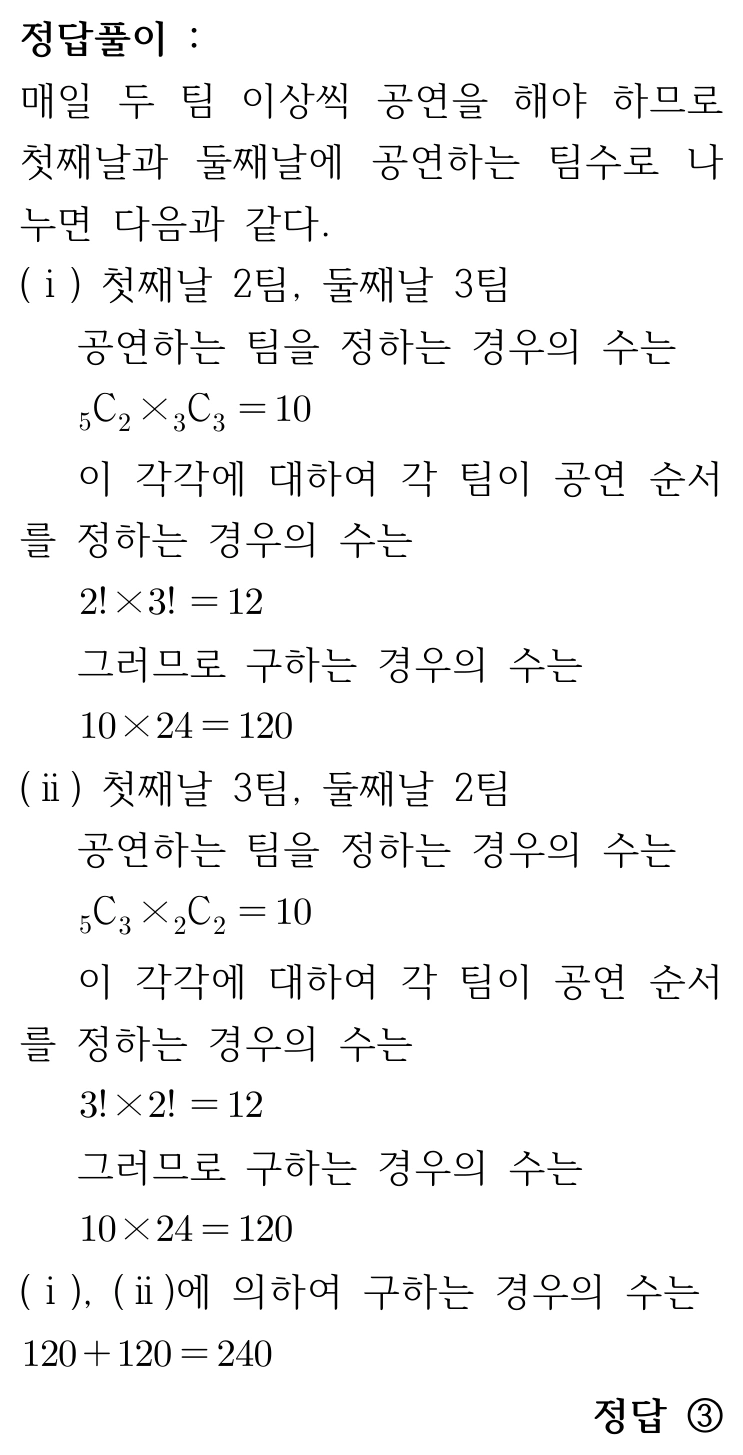 정답풀이 :
매일 두 팀 이상씩 공연을 해야 하므로
첫째날과 둘째날에 공연하는 팀수로 나
누면 다음과 같다.
(ⅰ) 첫째날 2팀, 둘째날 3팀
공연하는 팀을 정하는 경우의 수는
₅C₂×₃C₃=10
이 각각에 대하여 각 팀이 공연 순서
를 정하는 경우의 수는
2!×3!=12
그러므로 구하는 경우의 수는
10×24=120
(ⅱ) 첫째날 3팀, 둘째날 2팀
공연하는 팀을 정하는 경우의 수는
₅C₃×₂C₂=10
이 각각에 대하여 각 팀이 공연 순서
를 정하는 경우의 수는
3!×2!=12
그러므로 구하는 경우의 수는
10×24=120
(ⅰ), (ⅱ)에 의하여 구하는 경우의 수는
120+120=240
정답 ③